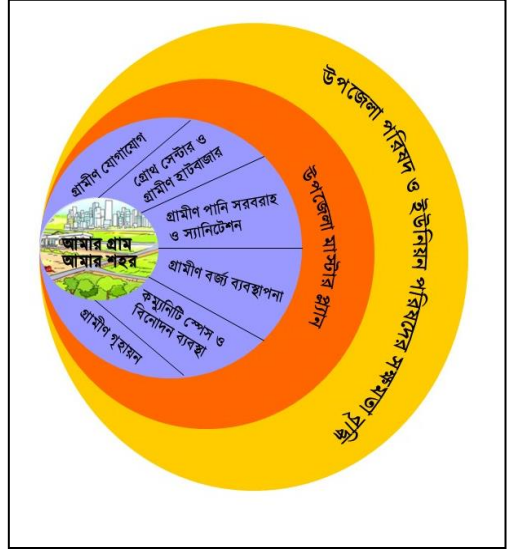 গ্রামীণ যোগাযোগ
গ্রোথ সেন্টার ও
গ্রামীণ হাটবাজার
গ্রামীণ পানি সরবরাহ
ও স্যানিটেশন
আমার গ্রাম
আমার শহর
গ্রামীণ বর্জ্য ব্যবস্থাপনা
কম্যুনিটি স্পেস ও
বিনোদন ব্যবস্থা
গ্রামীণ গৃহায়ন
উপজেলা মাস্টার প্ল্যান
উপজেলা পরিষদ ও ইউনিয়ন পরিষদের সক্ষমতা বৃদ্ধি